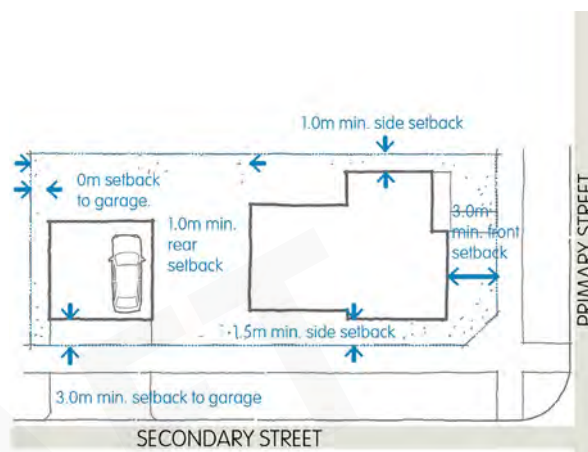 1.0m min. side setback
0m setback
to garage.
1.0m min.
rear
setback
3.0m
min. front
setback
1.5m min. side setback
3.0m min. setback to garage
SECONDARY STREET
PRIMARY STREET